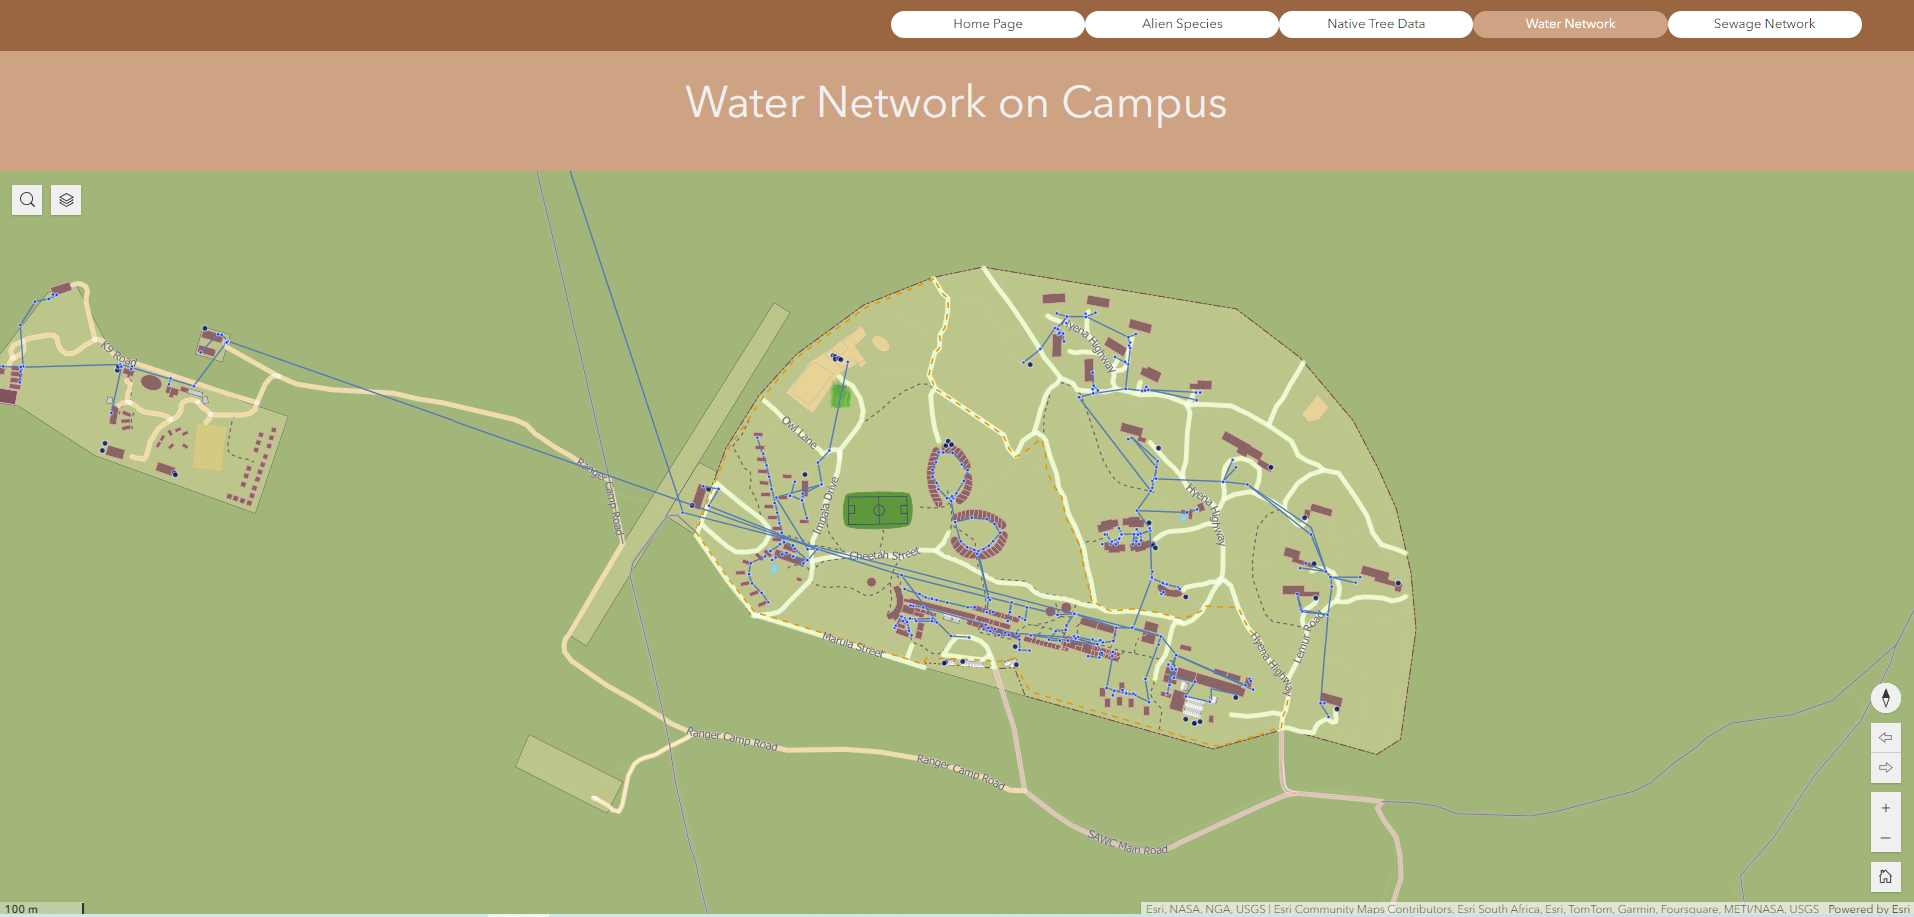 Home Page
Alien Species
Native Tree Data
Water Network
Sewage Network
Water Network on Campus
Hyena Highway
K9 Road
Owl Lane
Ranger Camp Road
Impala Drive
Hyena Highway
Cheetah Street
Marula Street
Hyena Highway
Lemur Road
Ranger Camp Road
Ranger Camp Road
SAWC Main Road
100 m
Esri, NASA, NGA, USGS | Esri Community Maps Contributors, Esri South Africa, Esri, TomTom, Garmin, Foursquare, METI/NASA, USGS Powered by Esri